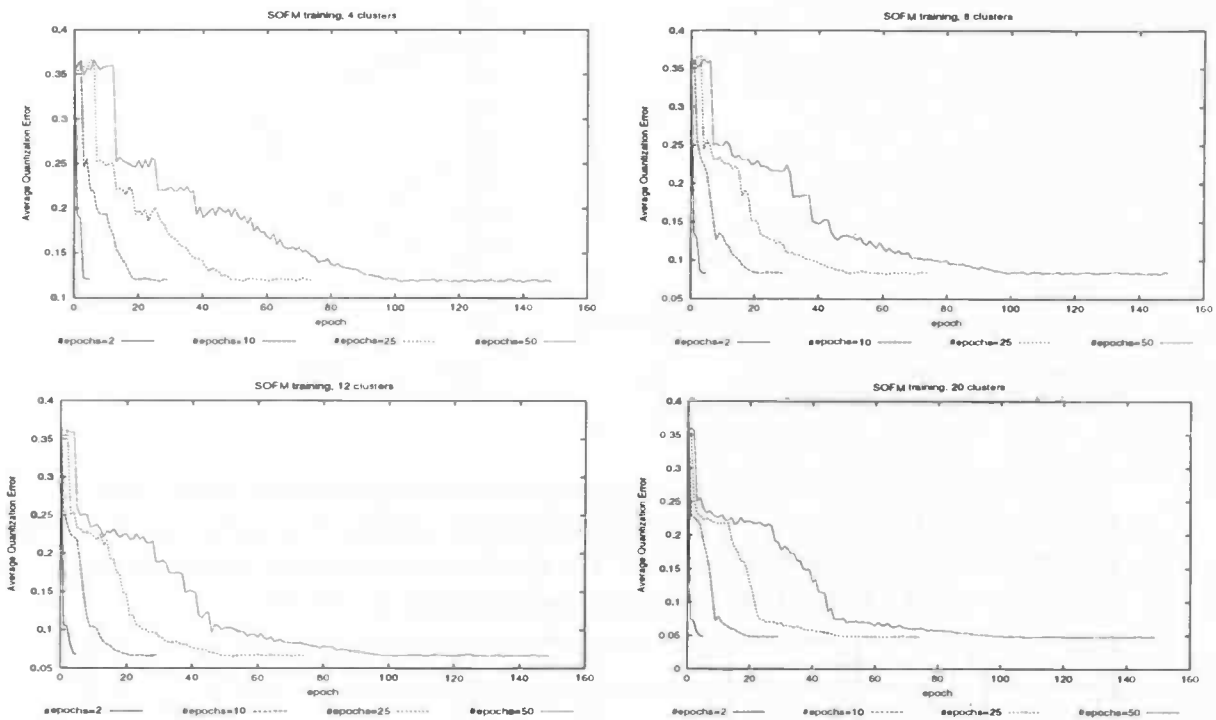 SOFM training, 4 clusters
Average Quantization Error
0.4
0.35
0.3
0.25
0.2
0.15
0.1
0 20 40 60 80 100 120 140 160
epoch
#epochs=2 #epochs=10 #epochs=25 #epochs=50
SOFM training, 8 clusters
Average Quantization Error
0.4
0.35
0.3
0.25
0.2
0.15
0.1
0.05
0 20 40 60 80 100 120 140 160
epoch
#epochs=2 #epochs=10 #epochs=25 #epochs=50
SOFM training, 12 clusters
Average Quantization Error
0.4
0.35
0.3
0.25
0.2
0.15
0.1
0.05
0 20 40 60 80 100 120 140 160
epoch
#epochs=2 #epochs=10 #epochs=25 #epochs=50
SOFM training, 20 clusters
Average Quantization Error
0.4
0.35
0.3
0.25
0.2
0.15
0.1
0.05
0
0 20 40 60 80 100 120 140 160
epoch
#epochs=2 #epochs=10 #epochs=25 #epochs=50